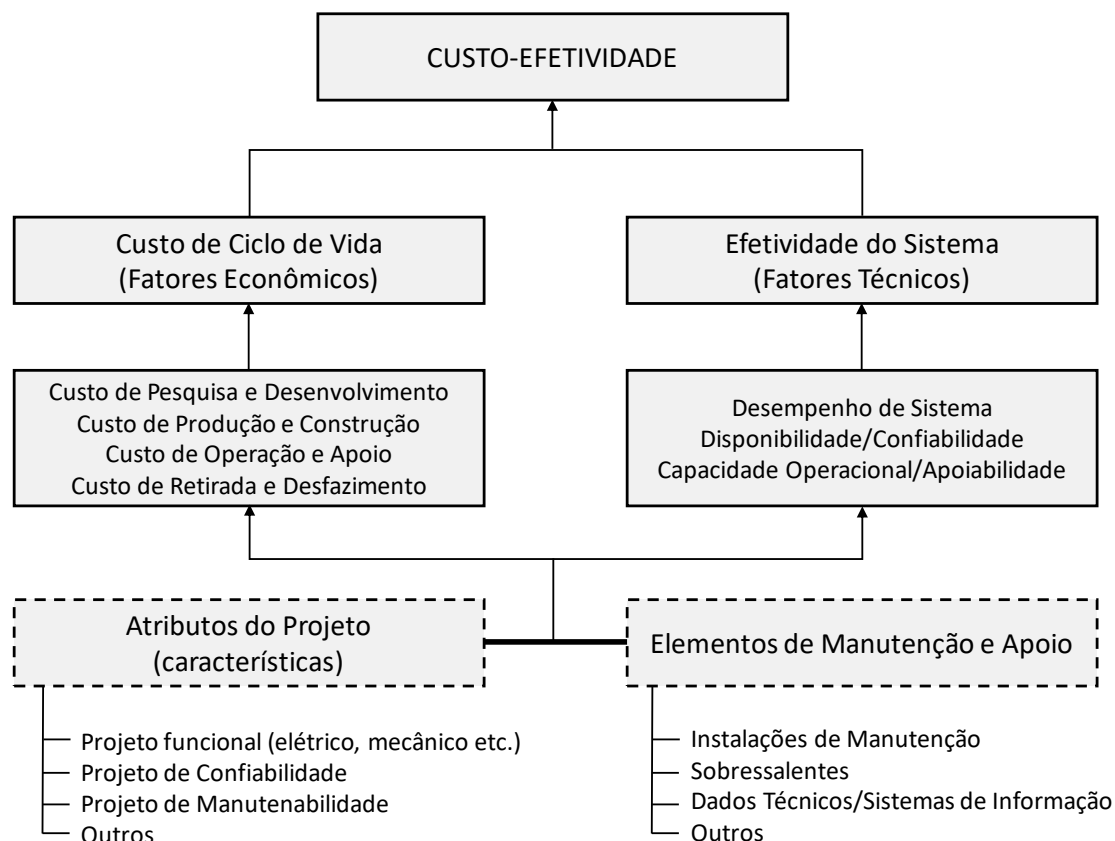 CUSTO-EFETIVIDADE
Custo de Ciclo de Vida
(Fatores Econômicos)
Efetividade do Sistema
(Fatores Técnicos)
Custo de Pesquisa e Desenvolvimento
Custo de Produção e Construção
Custo de Operação e Apoio
Custo de Retirada e Desfazimento
Desempenho de Sistema
Disponibilidade/Confiabilidade
Capacidade Operacional/Apoiabilidade
Atributos do Projeto
(características)
Elementos de Manutenção e Apoio
Projeto funcional (elétrico, mecânico etc.)
Projeto de Confiabilidade
Projeto de Manutenabilidade
Outros
Instalações de Manutenção
Sobressalentes
Dados Técnicos/Sistemas de Informação
Outros